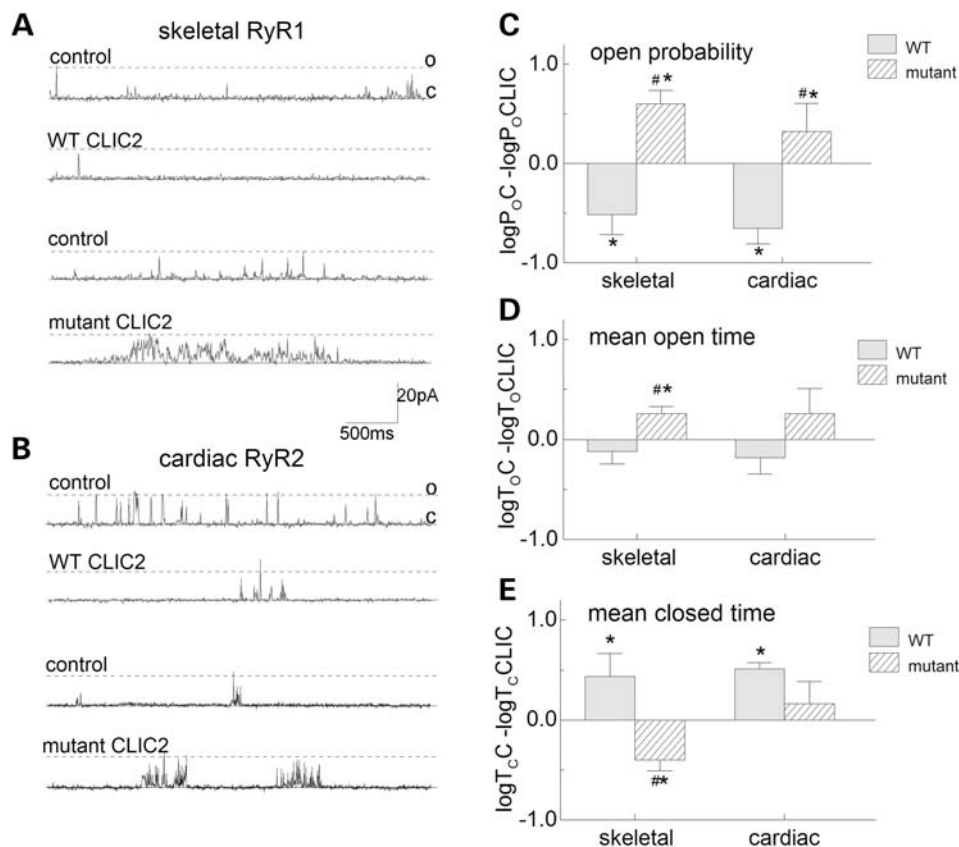 A
skeletal RyR1
control
o
c
WT CLIC2
control
mutant CLIC2
20pA
500ms
B
cardiac RyR2
control
o
c
WT CLIC2
control
mutant CLIC2
C
open probability
WT
mutant
1.0
0.0
-1.0
logPOC -logPOCLIC
#*
#*
*
*
skeletal
cardiac
D
mean open time
WT
mutant
1.0
0.0
-1.0
logTOC -logTOCLIC
#*
skeletal
cardiac
E
mean closed time
WT
mutant
1.0
0.0
-1.0
logTCC -logTCCLIC
*
*
#*
skeletal
cardiac